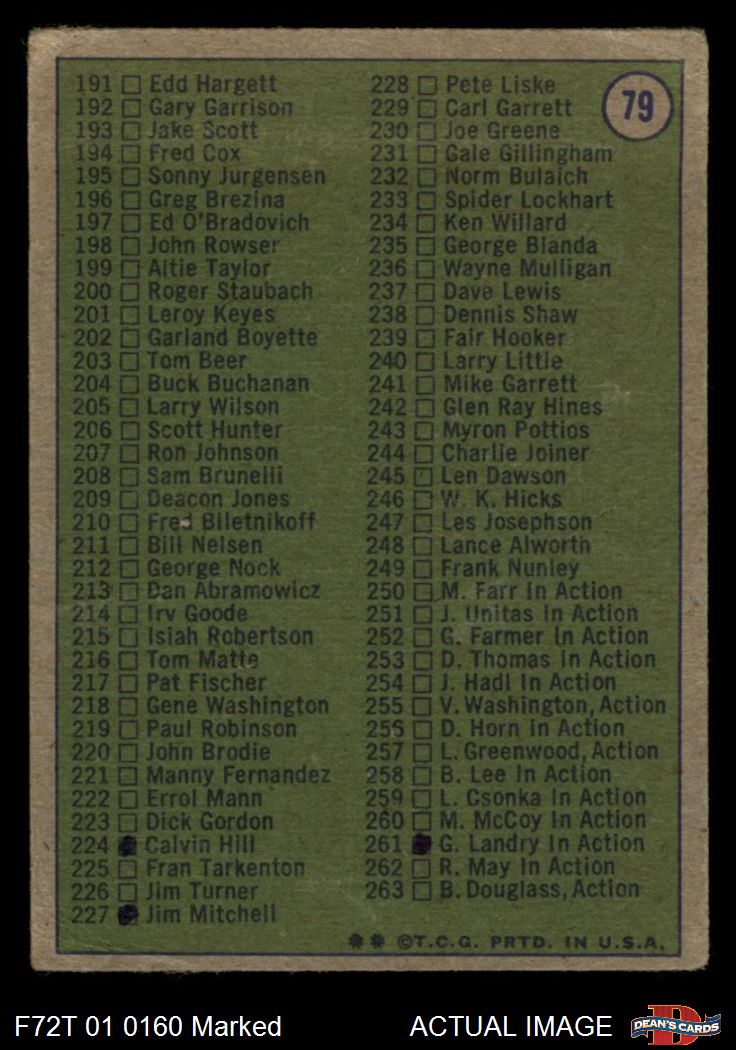 79
191 Edd Hargett
192 Gary Garrison
193 Jake Scott
194 Fred Cox
195 Sonny Jurgensen
196 Greg Brezina
197 Ed O'Bradovich
198 John Rowser
199 Altie Taylor
200 Roger Staubach
201 Leroy Keyes
202 Garland Boyette
203 Tom Beer
204 Buck Buchanan
205 Larry Wilson
206 Scott Hunter
207 Ron Johnson
208 Sam Brunelli
209 Deacon Jones
210 Fred Biletnikoff
211 Bill Nelsen
212 George Nock
213 Dan Abramowicz
214 Irv Goode
215 Isiah Robertson
216 Tom Matte
217 Pat Fischer
218 Gene Washington
219 Paul Robinson
220 John Brodie
221 Manny Fernandez
222 Errol Mann
223 Dick Gordon
224 Calvin Hill
225 Fran Tarkenton
226 Jim Turner
227 Jim Mitchell
228 Pete Liske
229 Carl Garrett
230 Joe Greene
231 Gale Gillingham
232 Norm Bulaich
233 Spider Lockhart
234 Ken Willard
235 George Blanda
236 Wayne Mulligan
237 Dave Lewis
238 Dennis Shaw
239 Fair Hooker
240 Larry Little
241 Mike Garrett
242 Glen Ray Hines
243 Myron Pottios
244 Charlie Joiner
245 Len Dawson
246 W. K. Hicks
247 Les Josephson
248 Lance Alworth
249 Frank Nunley
250 M. Farr In Action
251 J. Unitas In Action
252 G. Farmer In Action
253 D. Thomas In Action
254 J. Hadl In Action
255 V. Washington, Action
256 D. Horn In Action
257 L. Greenwood, Action
258 B. Lee In Action
259 L. Csonka In Action
260 M. McCoy In Action
261 G. Landry In Action
262 R. May In Action
263 B. Douglass, Action
** ©T.C.G. PRTD. IN U.S.A.
F72T 01 0160 Marked
ACTUAL IMAGE
D
DEAN'S CARDS